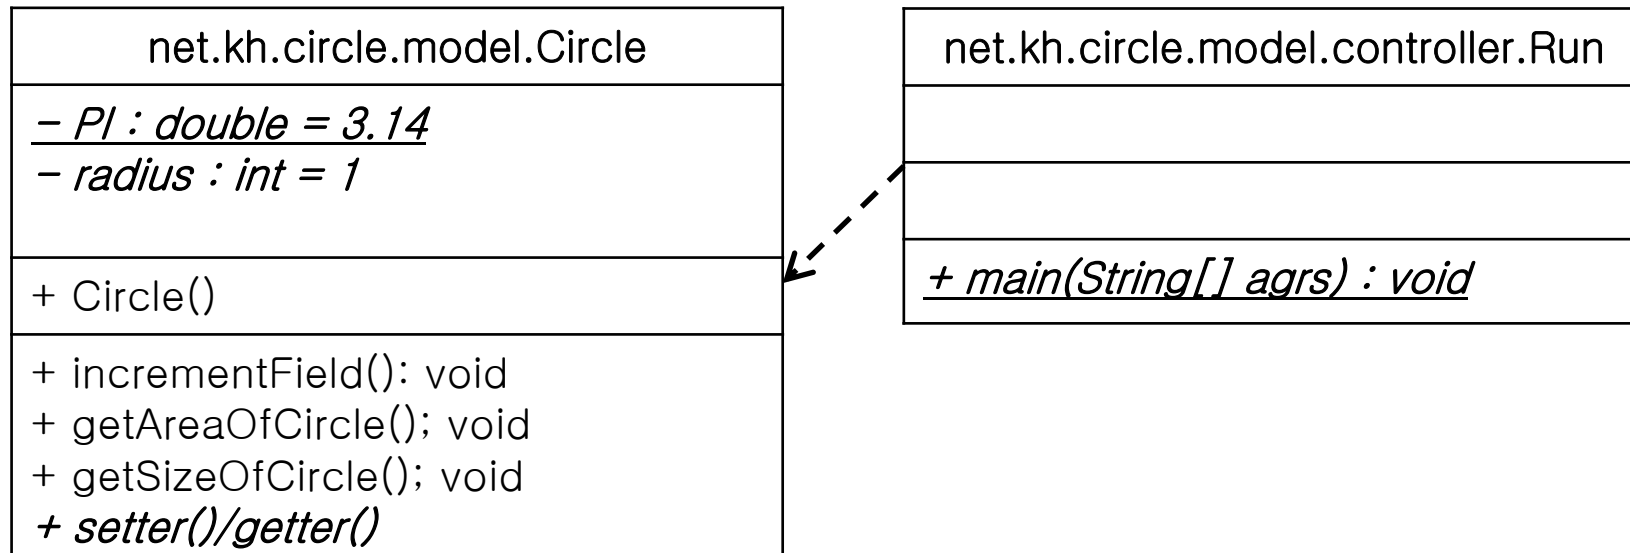 net.kh.circle.model.Circle
- PI : double = 3.14
- radius : int = 1
+ Circle()
+ incrementField(): void
+ getAreaOfCircle(); void
+ getSizeOfCircle(); void
+ setter()/getter()
net.kh.circle.model.controller.Run
+ main(String[] agrs) : void